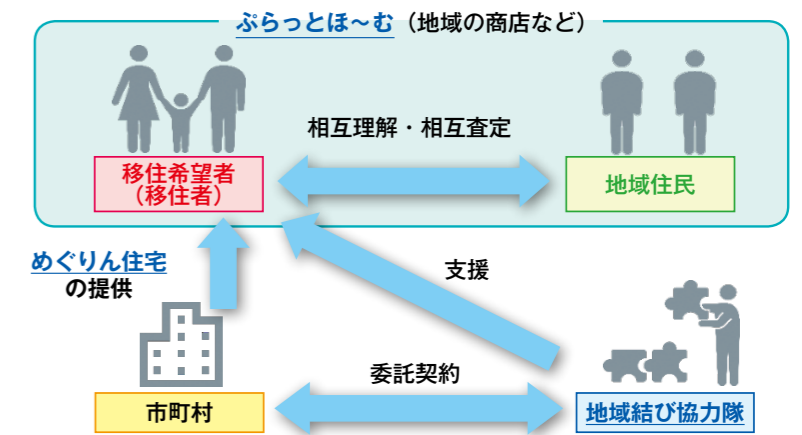 ぷらっとほ～む（地域の商店など）
相互理解・相互査定
移住希望者
（移住者）
地域住民
めぐりん住宅
の提供
支援
委託契約
市町村
地域結び協力隊